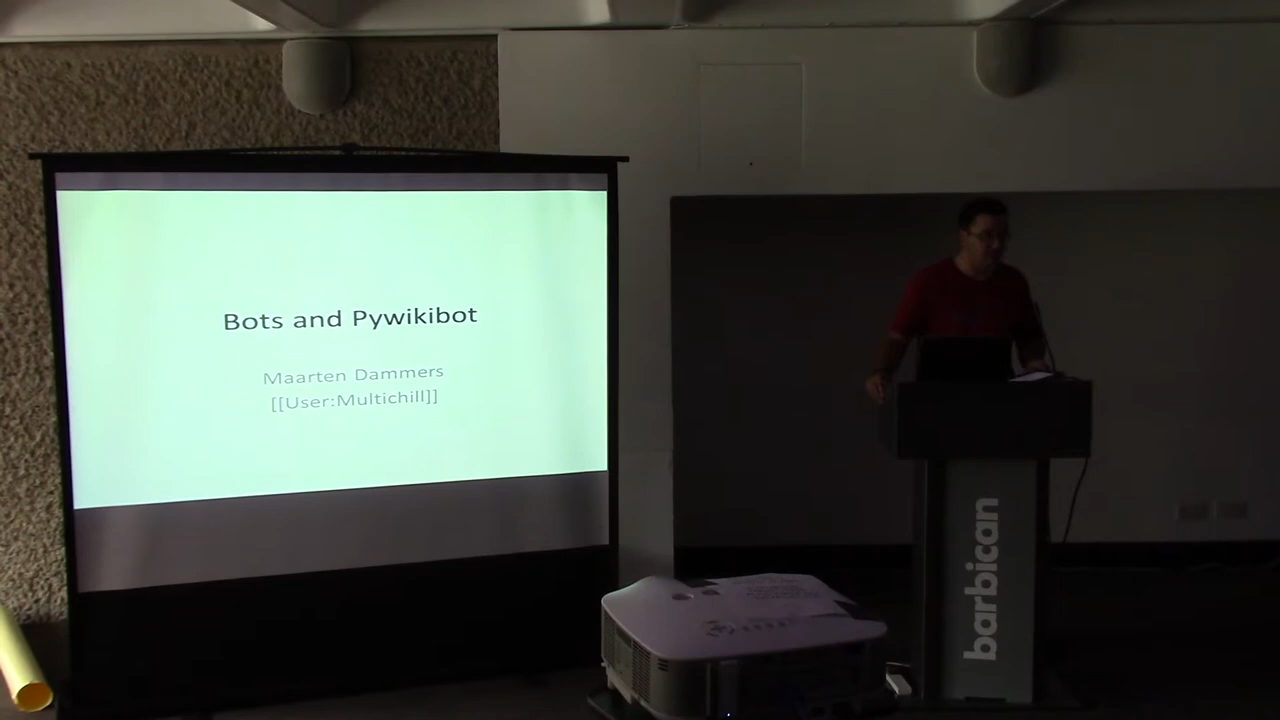 Bots and Pywikibot
Maarten Dammers
[[User:Multichill]]
barbican